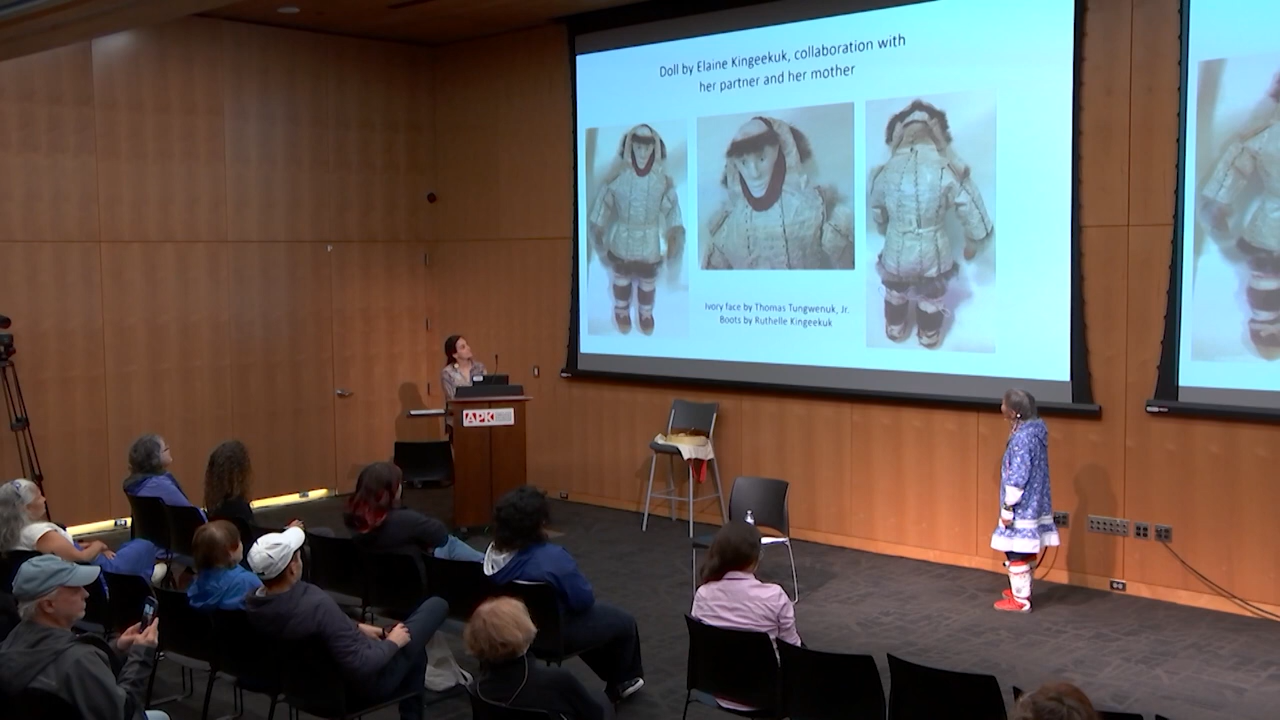 Doll by Elaine Kingeekuk, collaboration with
her partner and her mother
Ivory face by Thomas Tungwenuk, Jr.
Boots by Ruthelle Kingeekuk
APK